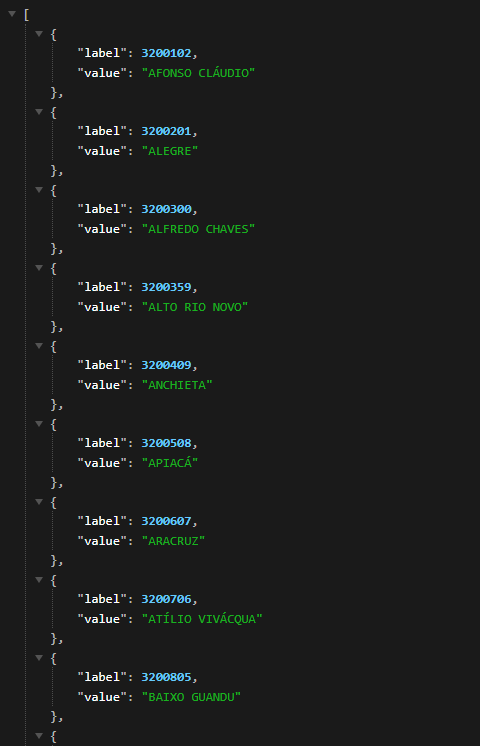 [
{
"label": 3200102,
"value": "AFONSO CLÁUDIO"
},
{
"label": 3200201,
"value": "ALEGRE"
},
{
"label": 3200300,
"value": "ALFREDO CHAVES"
},
{
"label": 3200359,
"value": "ALTO RIO NOVO"
},
{
"label": 3200409,
"value": "ANCHIETA"
},
{
"label": 3200508,
"value": "APIACÁ"
},
{
"label": 3200607,
"value": "ARACRUZ"
},
{
"label": 3200706,
"value": "ATÍLIO VIVÁCQUA"
},
{
"label": 3200805,
"value": "BAIXO GUANDU"
},
{